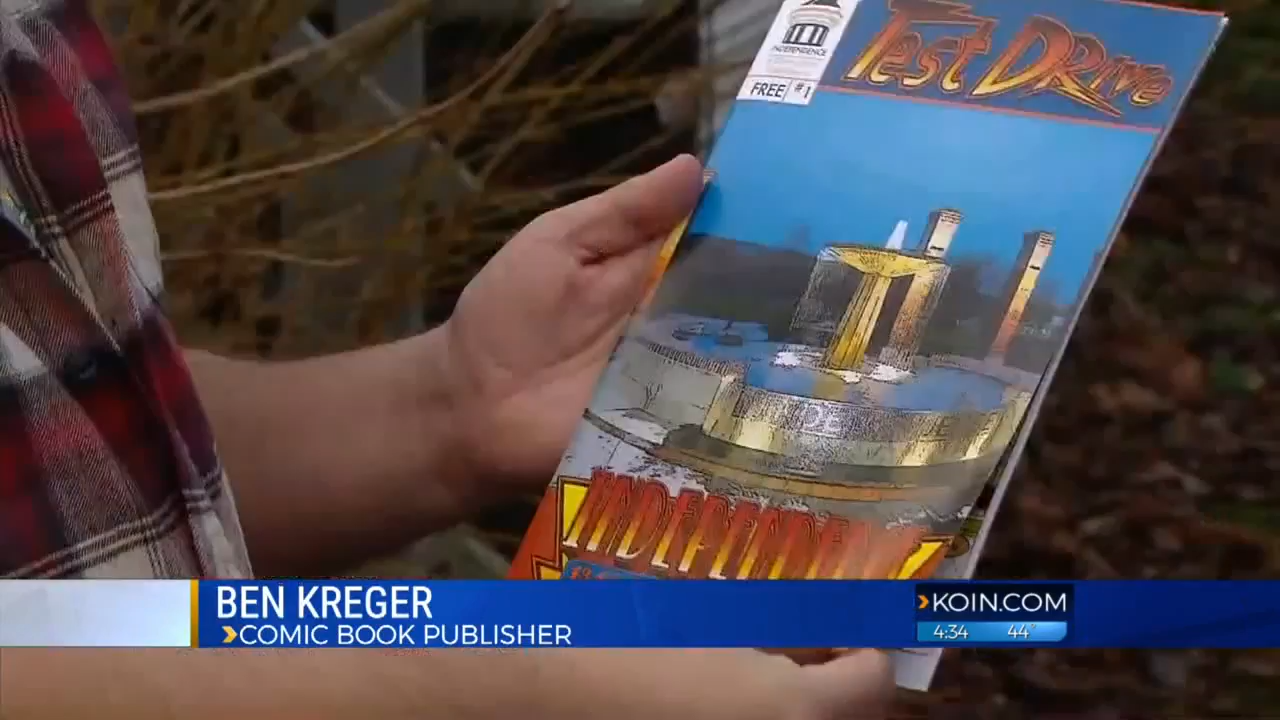 INDEPENDENCE
FREE #1
Test DRive
INDEPENDENCE
BEN KREGER
COMIC BOOK PUBLISHER
KOIN.COM
4:34 44°